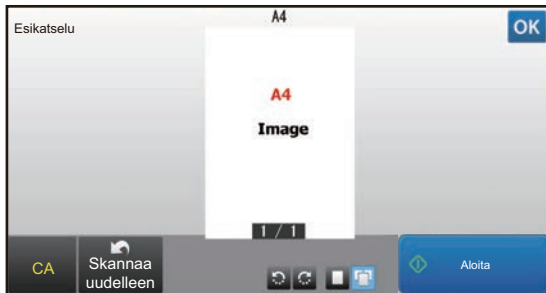 A4
Esikatselu
OK
A4
Image
1 / 1
CA
Skannaa
uudelleen
Aloita